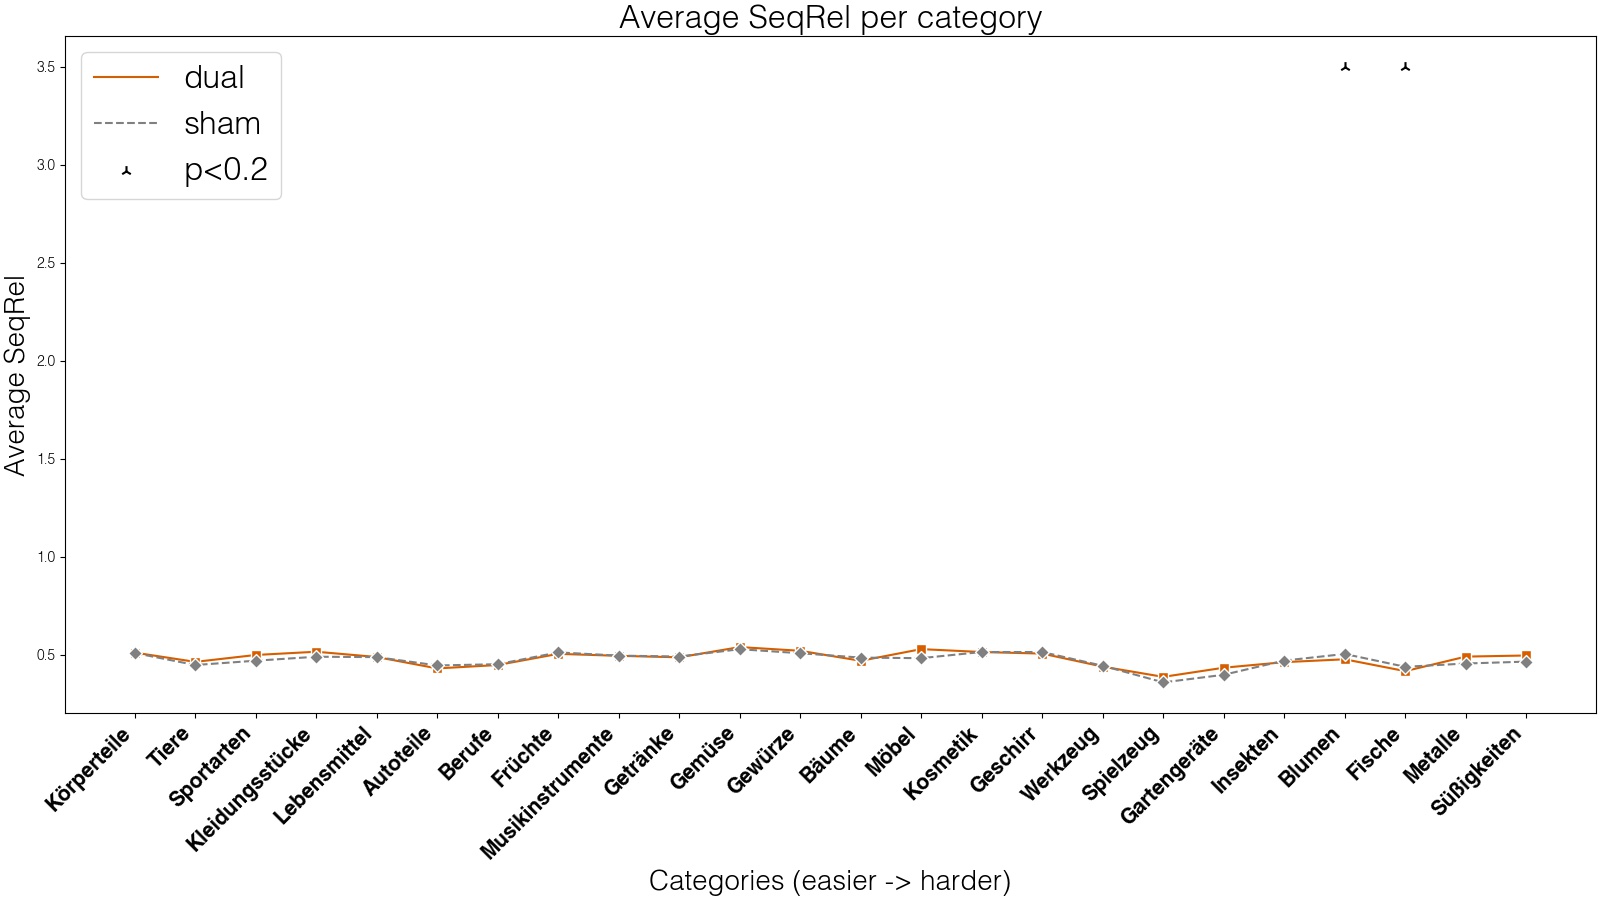 Average SeqRel per category
dual
sham
p<0.2
3.5
3.0
2.5
2.0
1.5
1.0
0.5
Average SeqRel
Körperteile
Tiere
Sportarten
Kleidungsstücke
Lebensmittel
Autoteile
Berufe
Früchte
Musikinstrumente
Getränke
Gemüse
Gewürze
Bäume
Möbel
Kosmetik
Geschirr
Werkzeug
Spielzeug
Gartengeräte
Insekten
Blumen
Fische
Metalle
Süßigkeiten
Categories (easier -> harder)